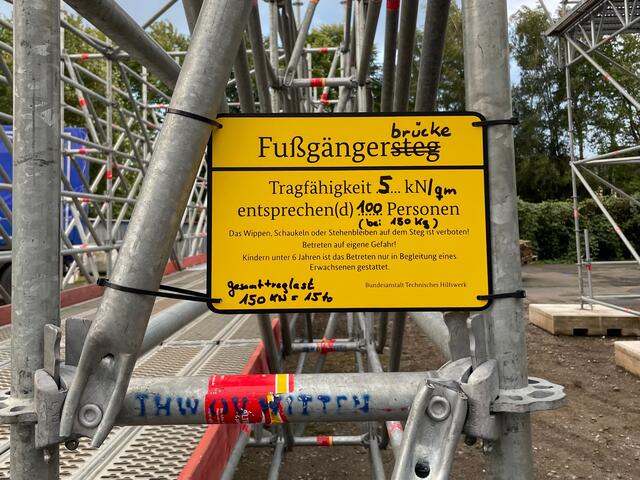 brücke
Fußgängersteg
Tragfähigkeit 5... kN/qm
entsprechen(d) 100 Personen
(bei 150 kg)
Das Wippen, Schaukeln oder Stehenbleiben auf dem Steg ist verboten!
Betreten auf eigene Gefahr!
Kindern unter 6 Jahren ist das Betreten nur in Begleitung eines
Erwachsenen gestattet.
gesamttraglast
150 KN = 15 to
Bundesanstalt Technisches Hilfswerk
THW OV WITTEN